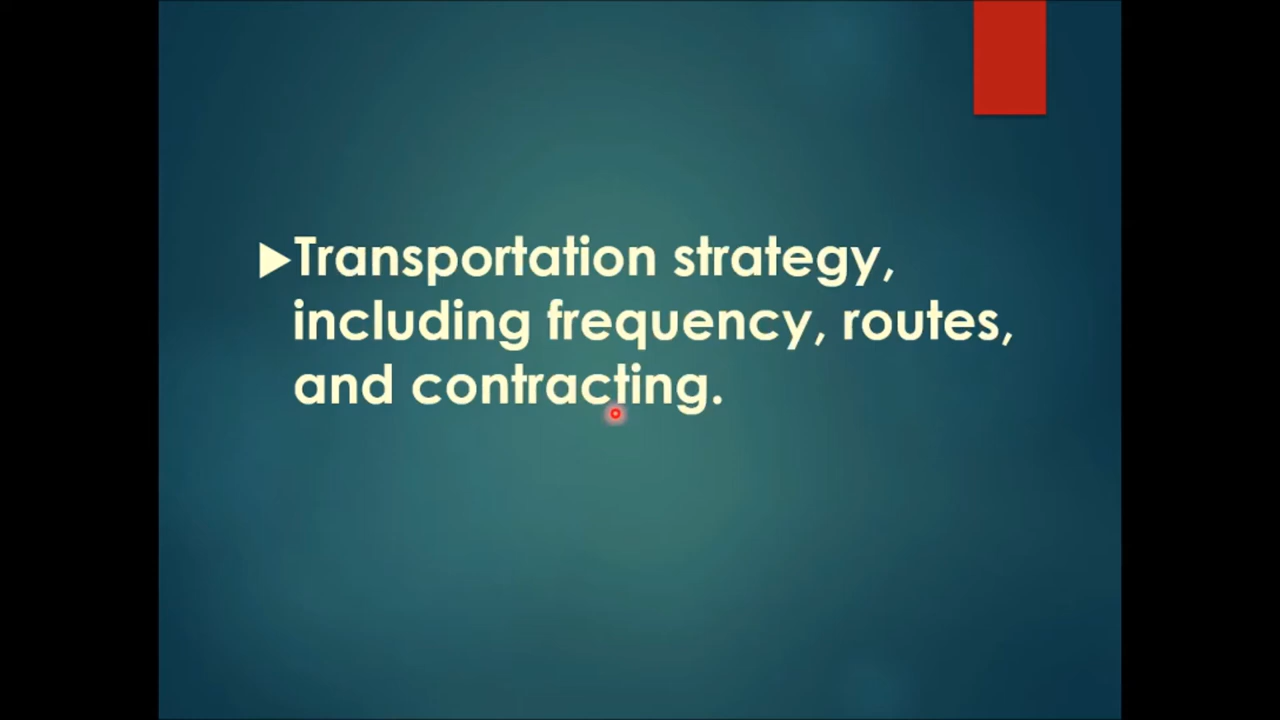 Transportation strategy,
including frequency, routes,
and contracting.